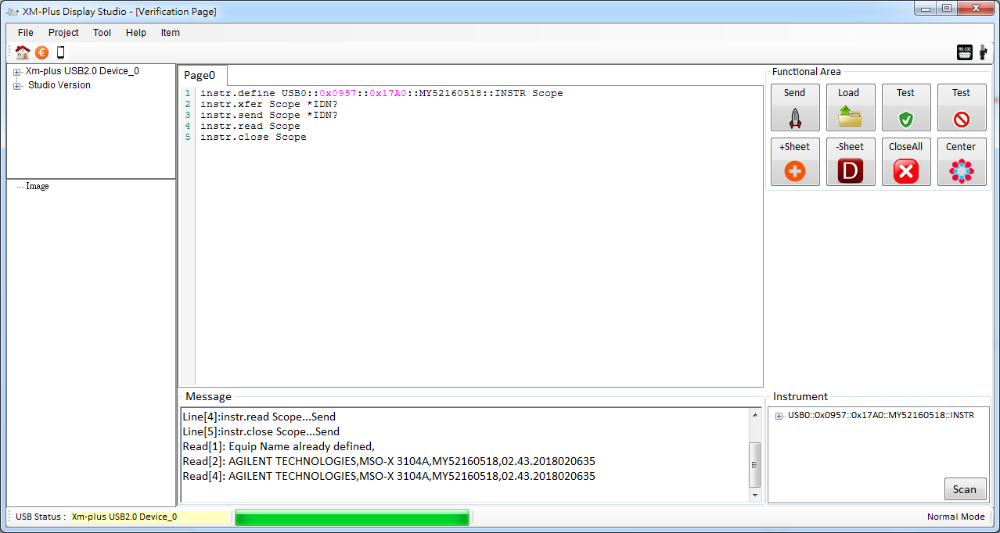 XM-Plus Display Studio - [Verification Page]
File Project Tool Help Item
RS-232
Xm-plus USB2.0 Device_0
Studio Version
Image
Page0
1 instr.define USB0::0x0957::0x17A0::MY52160518::INSTR Scope
2 instr.xfer Scope *IDN?
3 instr.send Scope *IDN?
4 instr.read Scope
5 instr.close Scope
Functional Area
Send Load Test Test
+Sheet -Sheet CloseAll Center
D
Message
Line[4]:instr.read Scope...Send
Line[5]:instr.close Scope...Send
Read[1]: Equip Name already defined,
Read[2]: AGILENT TECHNOLOGIES,MSO-X 3104A,MY52160518,02.43.2018020635
Read[4]: AGILENT TECHNOLOGIES,MSO-X 3104A,MY52160518,02.43.2018020635
Instrument
USB0::0x0957::0x17A0::MY52160518::INSTR
Scan
USB Status : Xm-plus USB2.0 Device_0
Normal Mode